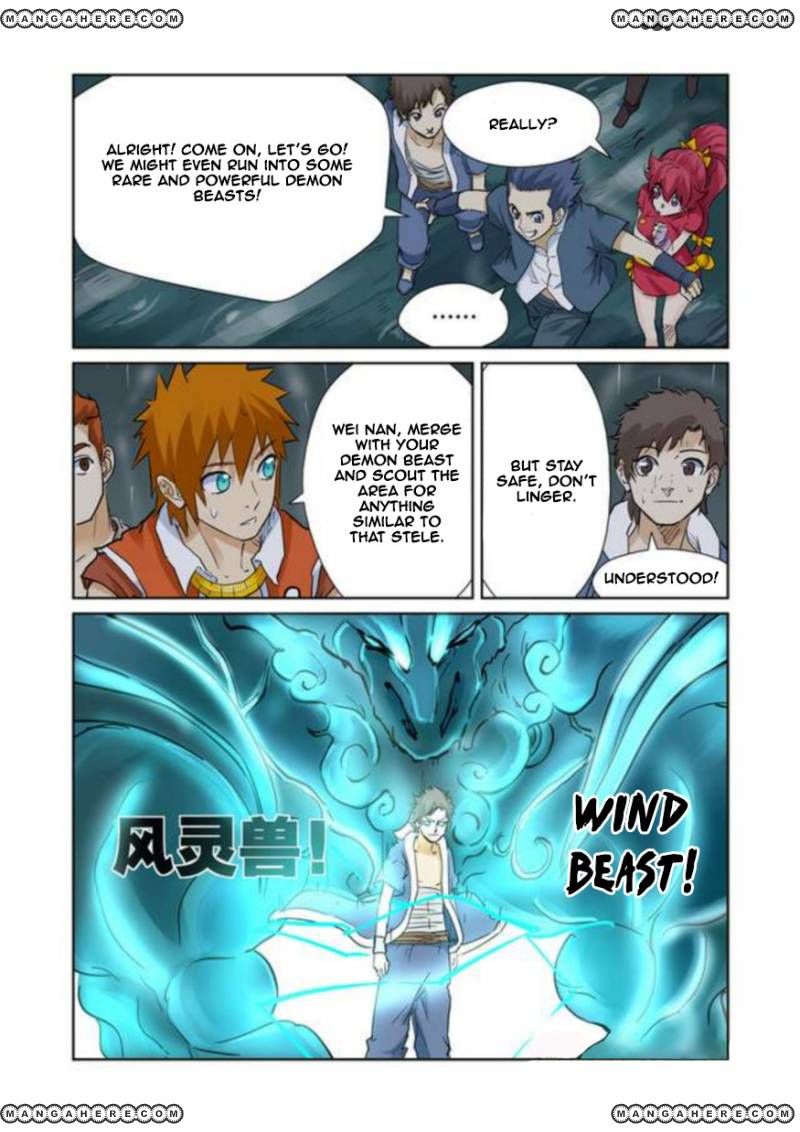 MANGAHERE.COM
MANGAHERE.COM
ALRIGHT! COME ON, LET'S GO!
WE MIGHT EVEN RUN INTO SOME
RARE AND POWERFUL DEMON
BEASTS!
REALLY?
......
WEI NAN, MERGE
WITH YOUR
DEMON BEAST
AND SCOUT THE
AREA FOR
ANYTHING
SIMILAR TO
THAT STELE.
BUT STAY
SAFE, DON'T
LINGER.
UNDERSTOOD!
风灵兽!
WIND
BEAST!
MANGAHERE.COM
MANGAHERE.COM